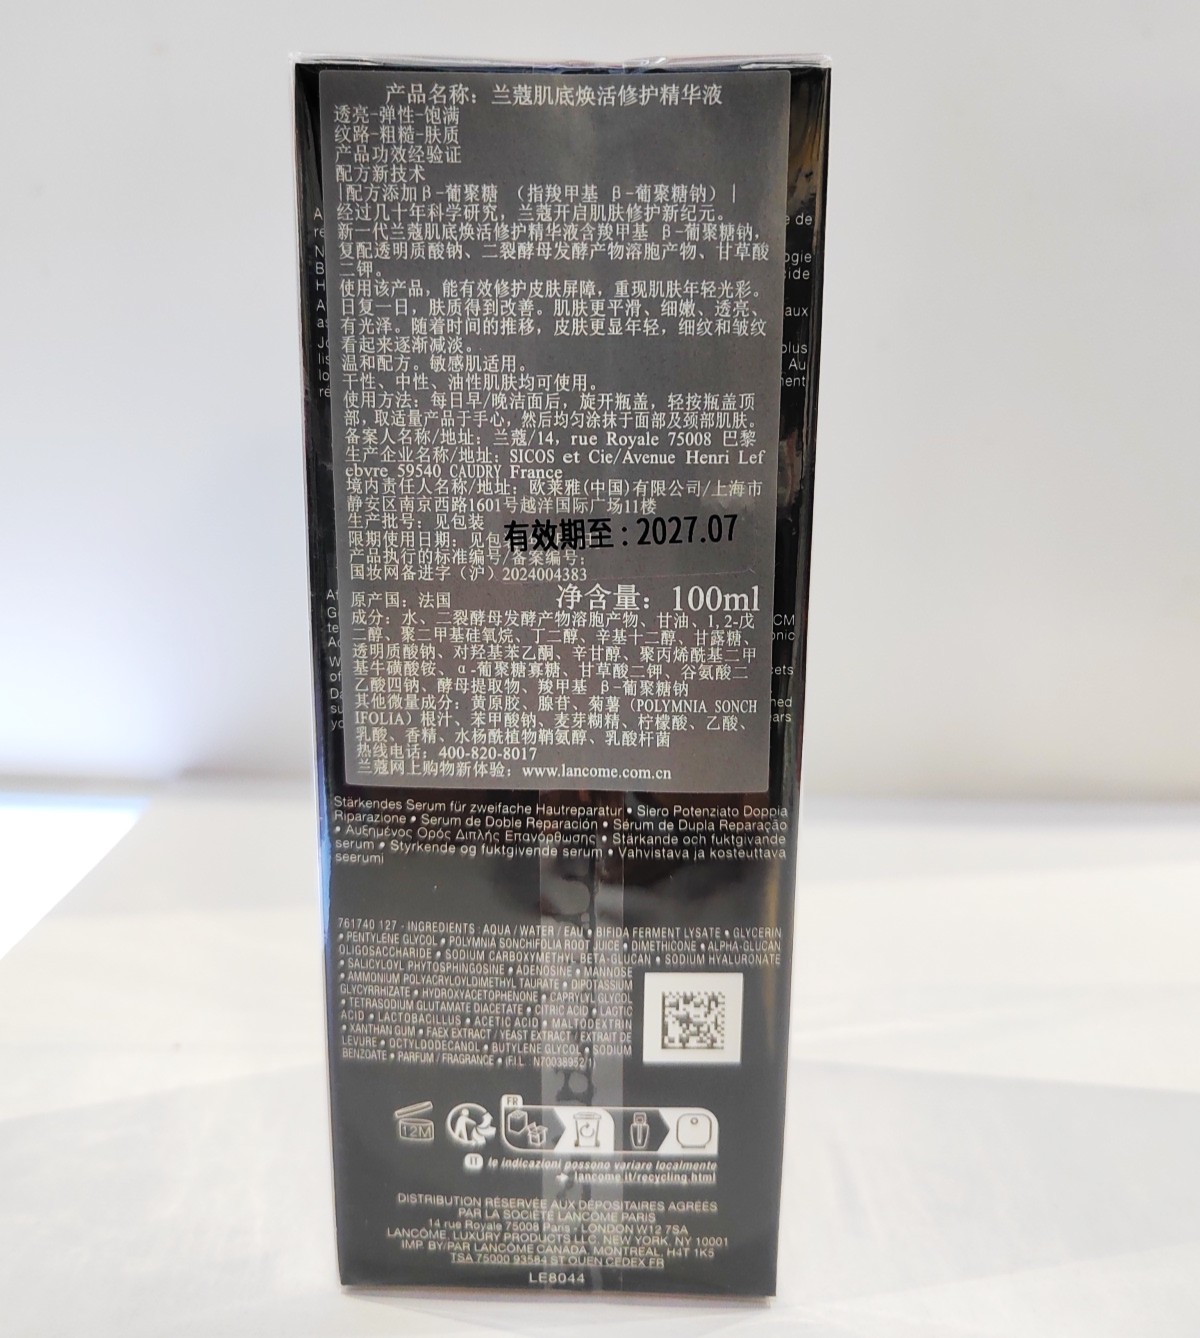 产品名称：兰蔻肌底焕活修护精华液
透亮-弹性-饱满
纹路-粗糙-肤质
产品功效经验证
配方新技术
|配方添加β-葡聚糖 （指羧甲基 β-葡聚糖钠）|
经过几十年科学研究，兰蔻开启肌肤修护新纪元。
新一代兰蔻肌底焕活修护精华液含羧甲基 β-葡聚糖钠，
复配透明质酸钠、二裂酵母发酵产物溶胞产物、甘草酸
二钾。
使用该产品，能有效修护皮肤屏障，重现肌肤年轻光彩。
日复一日，肤质得到改善。肌肤更平滑、细嫩、透亮、
有光泽。随着时间的推移，皮肤更显年轻，细纹和皱纹
看起来逐渐减淡。
温和配方。敏感肌适用。
干性、中性、油性肌肤均可使用。
使用方法：每日早/晚洁面后，旋开瓶盖，轻按瓶盖顶
部，取适量产品于手心，然后均匀涂抹于面部及颈部肌肤。
备案人名称/地址：兰蔻/14, rue Royale 75008 巴黎
生产企业名称/地址：SICOS et Cie/Avenue Henri Lef
ebvre 59540 CAUDRY France
境内责任人名称/地址：欧莱雅(中国)有限公司/上海市
静安区南京西路1601号越洋国际广场11楼
生产批号：见包装
限期使用日期：见包
有效期至：2027.07
产品执行的标准编号/备案编号：
国妆网备进字（沪）2024004383
原产国：法国 净含量：100ml
成分：水、二裂酵母发酵产物溶胞产物、甘油、1,2-戊
二醇、聚二甲基硅氧烷、丁二醇、辛基十二醇、甘露糖、
透明质酸钠、对羟基苯乙酮、辛甘醇、聚丙烯酰基二甲
基牛磺酸铵、α-葡聚糖寡糖、甘草酸二钾、谷氨酸二
乙酸四钠、酵母提取物、羧甲基 β-葡聚糖钠
其他微量成分：黄原胶、腺苷、菊薯（POLYMNIA SONCH
IFOLIA）根汁、苯甲酸钠、麦芽糊精、柠檬酸、乙酸、
乳酸、香精、水杨酰植物鞘氨醇、乳酸杆菌
热线电话：400-820-8017
兰蔻网上购物新体验：www.lancome.com.cn
Stärkendes Serum für zweifache Hautreparatur • Siero Potenziato Doppia
Riparazione • Serum de Doble Reparación • Sérum de Dupla Reparação
• Αυξημένος Ορός Διπλής Επανόρθωσης • Stärkande och fuktgivande
serum • Styrkende og fuktgivende serum • Vahvistava ja kosteuttava
seerumi
761740 127 - INGREDIENTS : AQUA / WATER / EAU • BIFIDA FERMENT LYSATE • GLYCERIN
• PENTYLENE GLYCOL • POLYMNIA SONCHIFOLIA ROOT JUICE • DIMETHICONE • ALPHA-GLUCAN
OLIGOSACCHARIDE • SODIUM CARBOXYMETHYL BETA-GLUCAN • SODIUM HYALURONATE
• SALICYLOYL PHYTOSPHINGOSINE • ADENOSINE • MANNOSE
• AMMONIUM POLYACRYLOYLDIMETHYL TAURATE • DIPOTASSIUM
GLYCYRRHIZATE • HYDROXYACETOPHENONE • CAPRYLYL GLYCOL
• TETRASODIUM GLUTAMATE DIACETATE • CITRIC ACID • LACTIC
ACID • LACTOBACILLUS • ACETIC ACID • MALTODEXTRIN
• XANTHAN GUM • FAEX EXTRACT / YEAST EXTRACT / EXTRAIT DE
LEVURE • OCTYLDODECANOL • BUTYLENE GLYCOL • SODIUM
BENZOATE • PARFUM / FRAGRANCE • (F.I.L. N70038952/1)
12M
FR
IT le indicazioni possono variare localmente
lancome.it/recycling.html
DISTRIBUTION RÉSERVÉE AUX DÉPOSITAIRES AGRÉÉS
PAR LA SOCIÉTÉ LANCÔME PARIS
14 rue Royale 75008 Paris - LONDON W12 7SA
LANCÔME, LUXURY PRODUCTS LLC, NEW YORK, NY 10001
IMP. BY/PAR LANCÔME CANADA, MONTREAL, H4T 1K5
TSA 75000 93584 ST OUEN CEDEX FR
LE8044